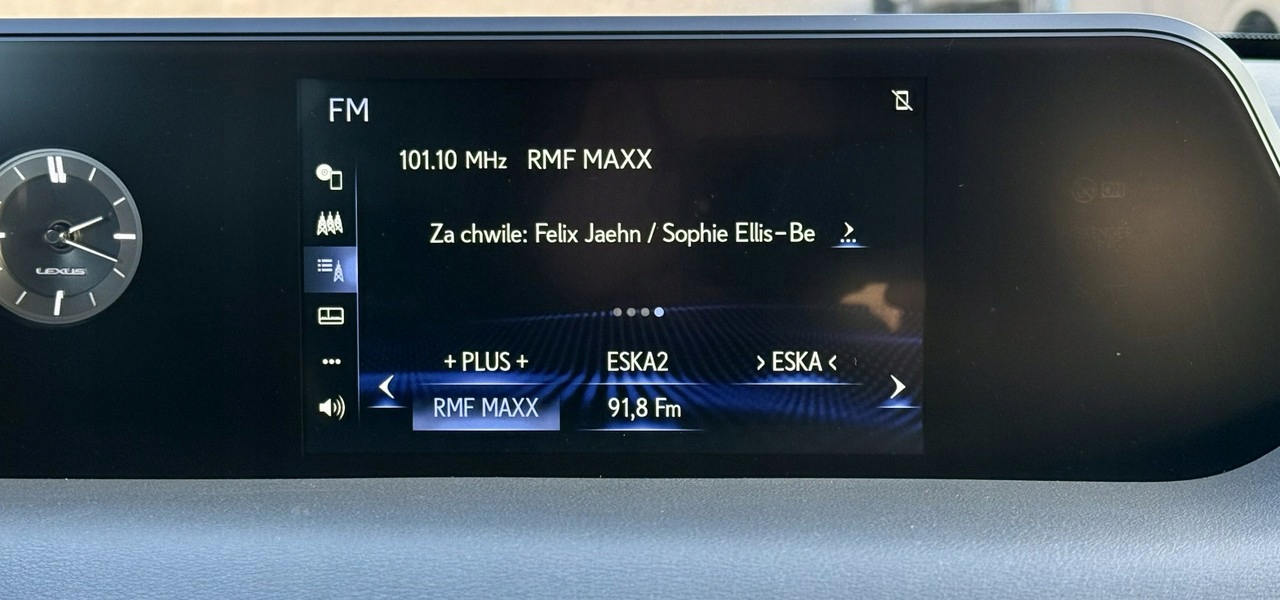 FM
101.10 MHz RMF MAXX
Za chwile: Felix Jaehn / Sophie Ellis-Be
+ PLUS + ESKA2 > ESKA <
RMF MAXX 91,8 Fm
LEXUS
ON